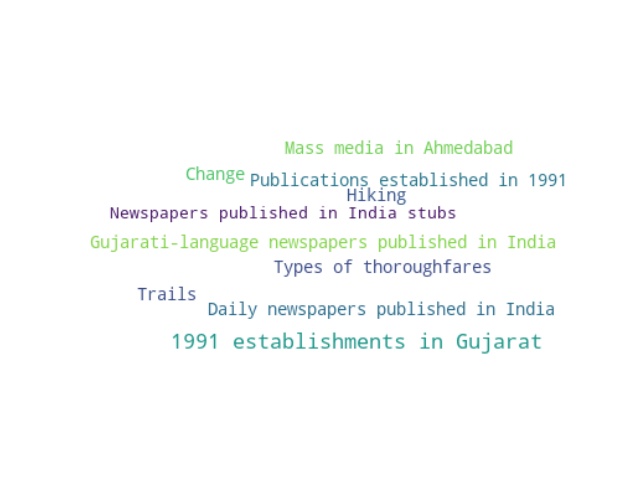 Mass media in Ahmedabad
Change
Publications established in 1991
Hiking
Newspapers published in India stubs
Gujarati-language newspapers published in India
Types of thoroughfares
Trails
Daily newspapers published in India
1991 establishments in Gujarat